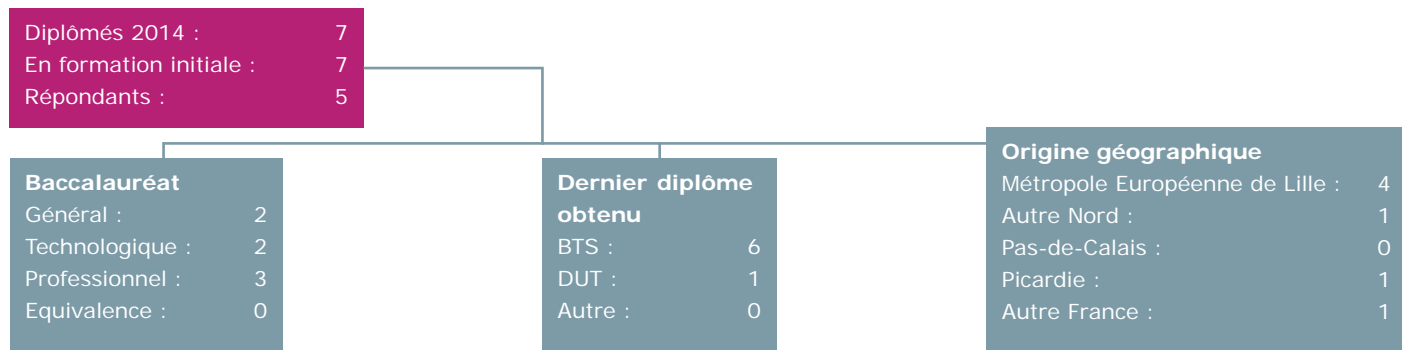 Diplômés 2014 : 7
En formation initiale : 7
Répondants : 5
Baccalauréat
Général : 2
Technologique : 2
Professionnel : 3
Equivalence : 0
Dernier diplôme
obtenu
BTS : 6
DUT : 1
Autre : 0
Origine géographique
Métropole Européenne de Lille : 4
Autre Nord : 1
Pas-de-Calais : 0
Picardie : 1
Autre France : 1